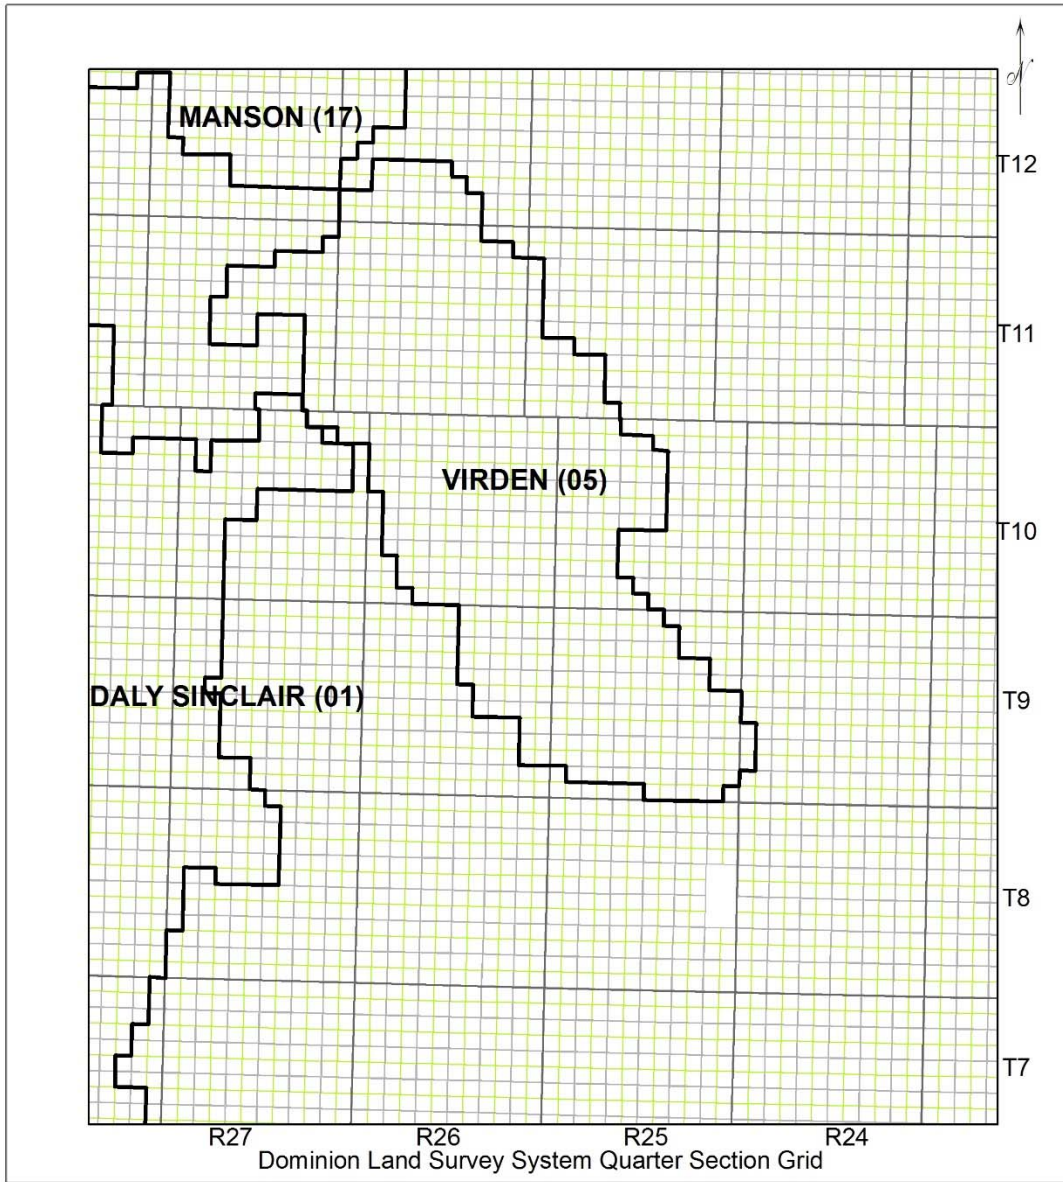 N
MANSON (17)
T12
T11
VIRDEN (05)
T10
DALY SINCLAIR (01)
T9
T8
T7
R27 R26 R25 R24
Dominion Land Survey System Quarter Section Grid